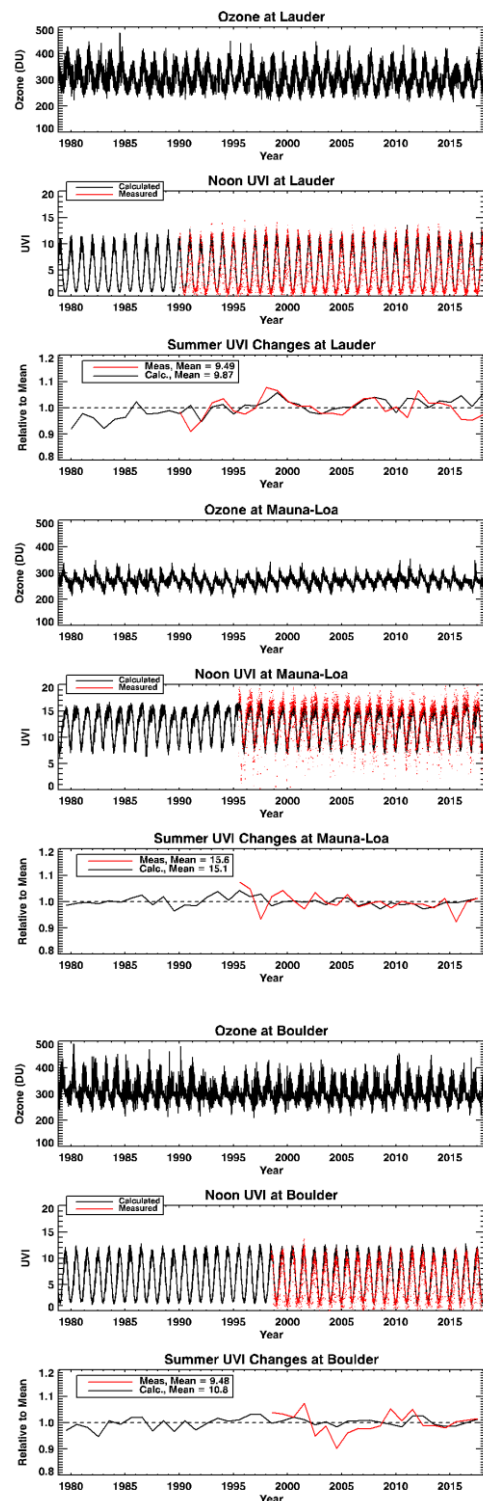 Ozone at Lauder
Ozone (DU)
500
400
300
200
100
1980 1985 1990 1995 2000 2005 2010 2015
Year
Noon UVI at Lauder
Calculated
Measured
UVI
20
15
10
5
0
1980 1985 1990 1995 2000 2005 2010 2015
Year
Summer UVI Changes at Lauder
Meas, Mean = 9.49
Calc., Mean = 9.87
Relative to Mean
1.2
1.1
1.0
0.9
0.8
1980 1985 1990 1995 2000 2005 2010 2015
Year
Ozone at Mauna-Loa
Ozone (DU)
500
400
300
200
100
1980 1985 1990 1995 2000 2005 2010 2015
Year
Noon UVI at Mauna-Loa
Calculated
Measured
UVI
20
15
10
5
0
1980 1985 1990 1995 2000 2005 2010 2015
Year
Summer UVI Changes at Mauna-Loa
Meas, Mean = 15.6
Calc., Mean = 15.1
Relative to Mean
1.2
1.1
1.0
0.9
0.8
1980 1985 1990 1995 2000 2005 2010 2015
Year
Ozone at Boulder
Ozone (DU)
500
400
300
200
100
1980 1985 1990 1995 2000 2005 2010 2015
Year
Noon UVI at Boulder
Calculated
Measured
UVI
20
15
10
5
0
1980 1985 1990 1995 2000 2005 2010 2015
Year
Summer UVI Changes at Boulder
Meas, Mean = 9.48
Calc., Mean = 10.8
Relative to Mean
1.2
1.1
1.0
0.9
0.8
1980 1985 1990 1995 2000 2005 2010 2015
Year